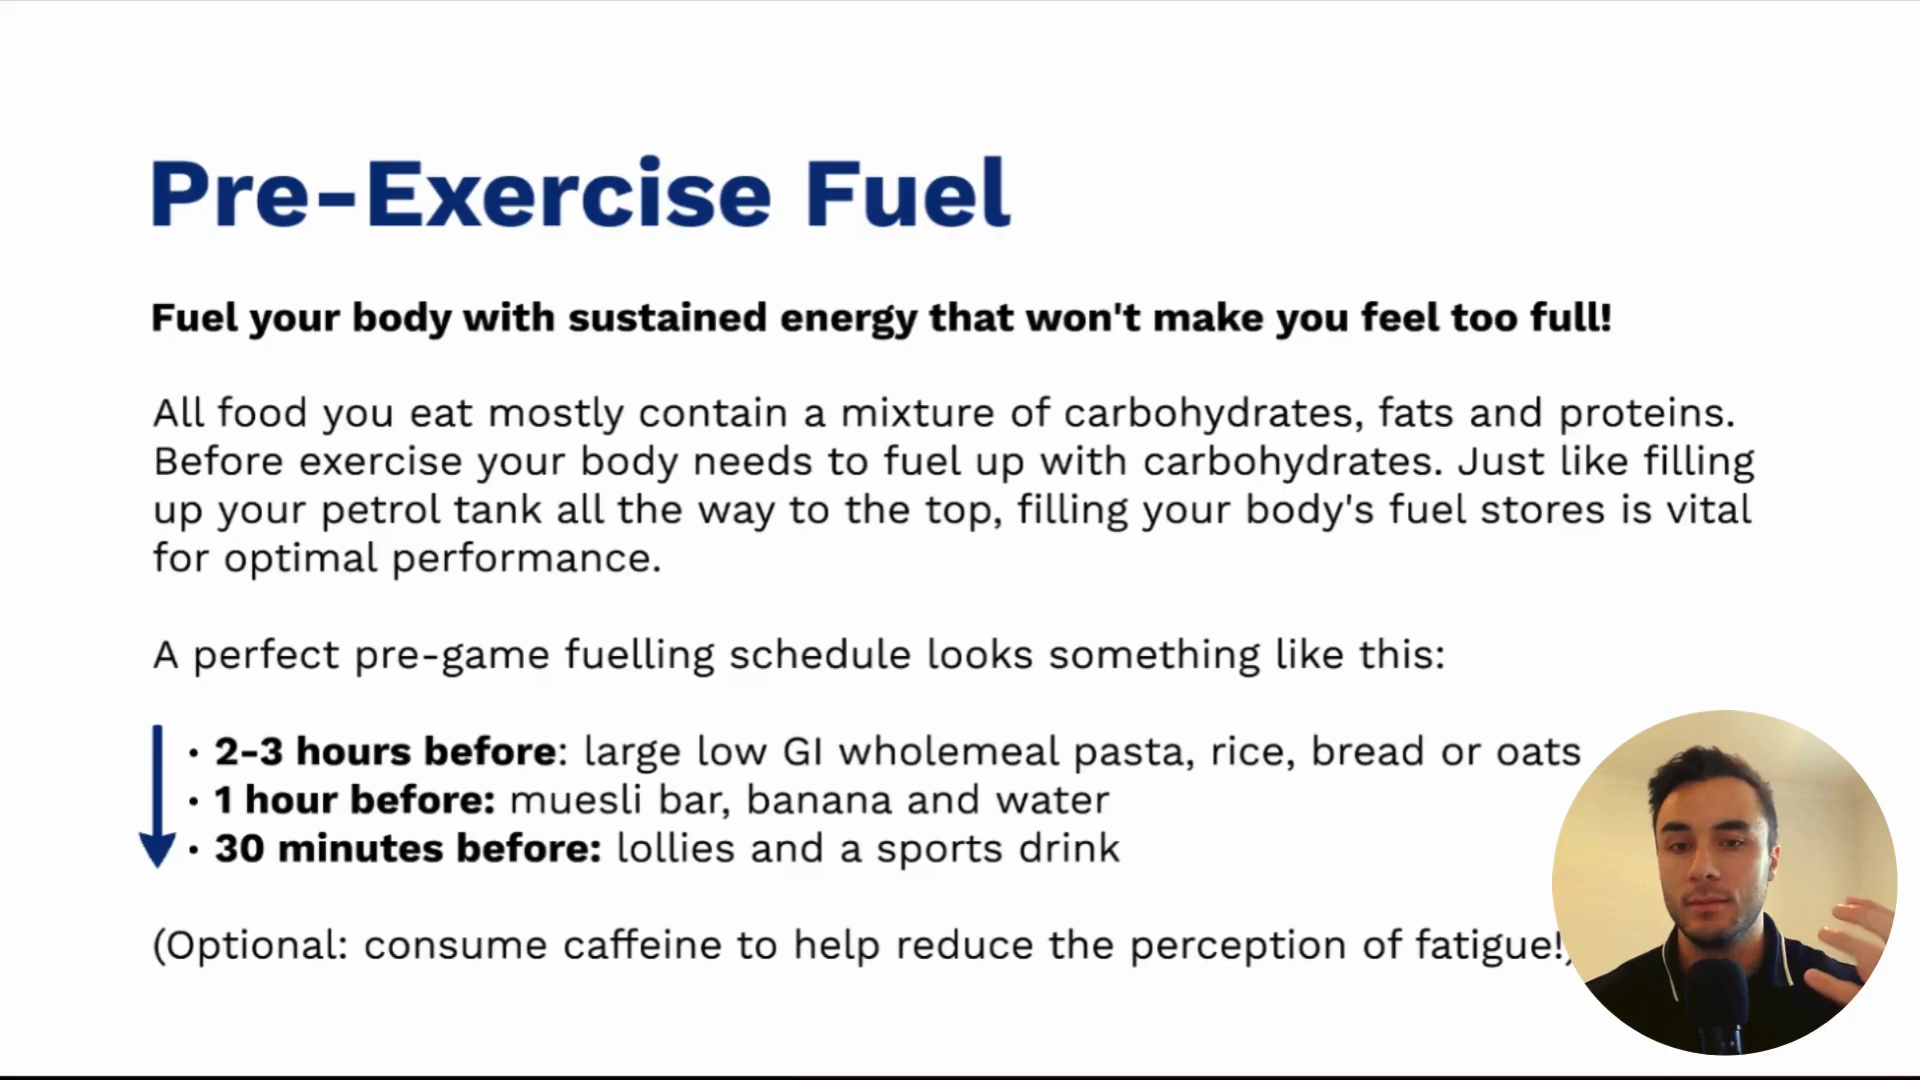 Pre-Exercise Fuel
Fuel your body with sustained energy that won't make you feel too full!
All food you eat mostly contain a mixture of carbohydrates, fats and proteins.
Before exercise your body needs to fuel up with carbohydrates. Just like filling
up your petrol tank all the way to the top, filling your body's fuel stores is vital
for optimal performance.
A perfect pre-game fuelling schedule looks something like this:
• 2-3 hours before: large low GI wholemeal pasta, rice, bread or oats
• 1 hour before: muesli bar, banana and water
• 30 minutes before: lollies and a sports drink
(Optional: consume caffeine to help reduce the perception of fatigue!)